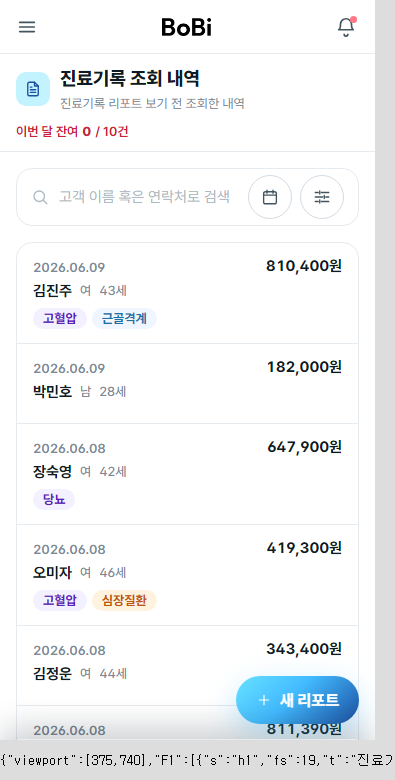 BoBi
진료기록 조회 내역
진료기록 리포트 보기 전 조회한 내역
이번 달 잔여 0 / 10건
고객 이름 혹은 연락처로 검색
2026.06.09 810,400원
김진주 여 43세
고혈압 근골격계
2026.06.09 182,000원
박민호 남 28세
2026.06.08 647,900원
장숙영 여 42세
당뇨
2026.06.08 419,300원
오미자 여 46세
고혈압 심장질환
2026.06.08 343,400원
김정운 여 44세
+ 새 리포트
2026.06.08 811,390원
{"viewport":[375,740],"F1":[{"s":"h1","fs":19,"t":"진료기